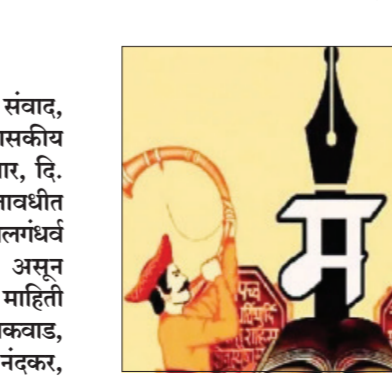 संवाद,
ासकीय
ार, दि.
ावधीत
लगंधर्व
असून
माहिती
कवाड,
नंदकर,
म